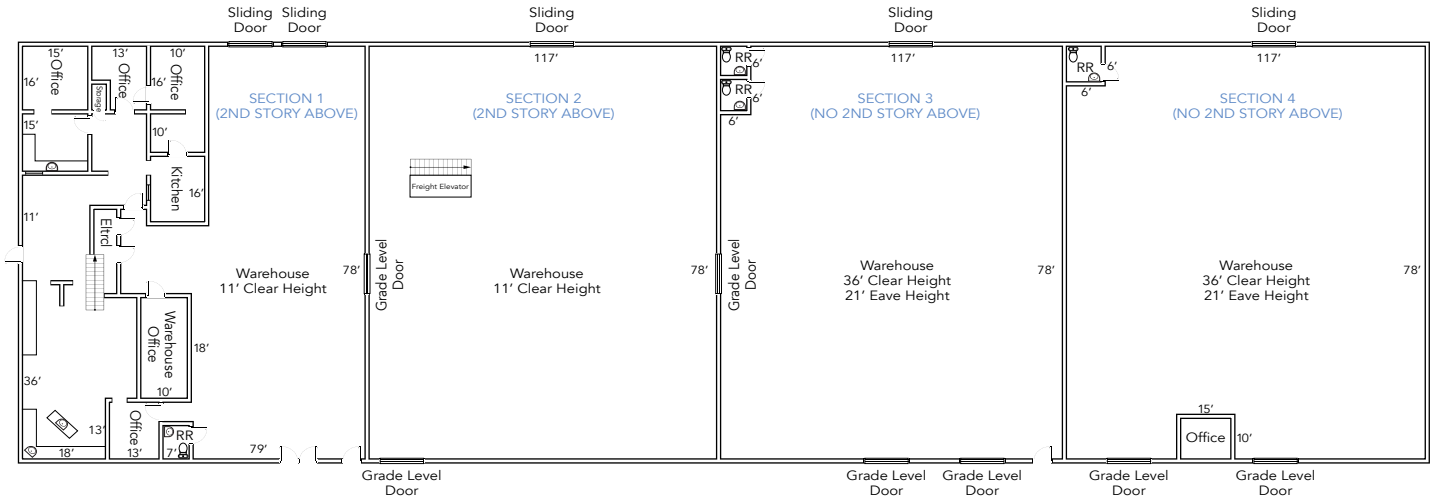 Sliding
Door
Sliding
Door
Sliding
Door
Sliding
Door
Sliding
Door
15’
Office
16’
13’
Office
Storage
10’
Office
16’
15’
10’
Kitchen
16’
11’
Eltrcl
Warehouse
Office
18’
10’
36’
13’
18’
Office
13’
RR
7’
79’
SECTION 1
(2ND STORY ABOVE)
Warehouse
11’ Clear Height
78’
Grade Level
Door
117’
SECTION 2
(2ND STORY ABOVE)
Freight Elevator
Warehouse
11’ Clear Height
78’
Grade Level
Door
RR
6’
RR
6’
6’
117’
SECTION 3
(NO 2ND STORY ABOVE)
Warehouse
36’ Clear Height
21’ Eave Height
78’
RR
6’
6’
117’
SECTION 4
(NO 2ND STORY ABOVE)
Warehouse
36’ Clear Height
21’ Eave Height
78’
15’
Office
10’
Grade Level
Door
Grade Level
Door
Grade Level
Door
Grade Level
Door
Grade Level
Door